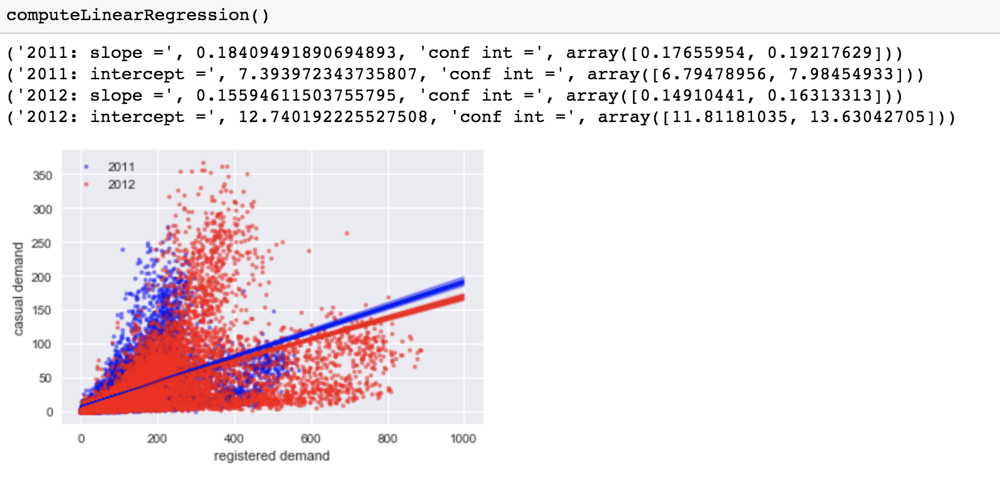 computeLinearRegression()
('2011: slope =', 0.18409491890694893, 'conf int =', array([0.17655954, 0.19217629]))
('2011: intercept =', 7.393972343735807, 'conf int =', array([6.79478956, 7.98454933]))
('2012: slope =', 0.15594611503755795, 'conf int =', array([0.14910441, 0.16313313]))
('2012: intercept =', 12.740192225527508, 'conf int =', array([11.81181035, 13.63042705]))
2011
2012
350
300
250
200
150
100
50
0
casual demand
0 200 400 600 800 1000
registered demand